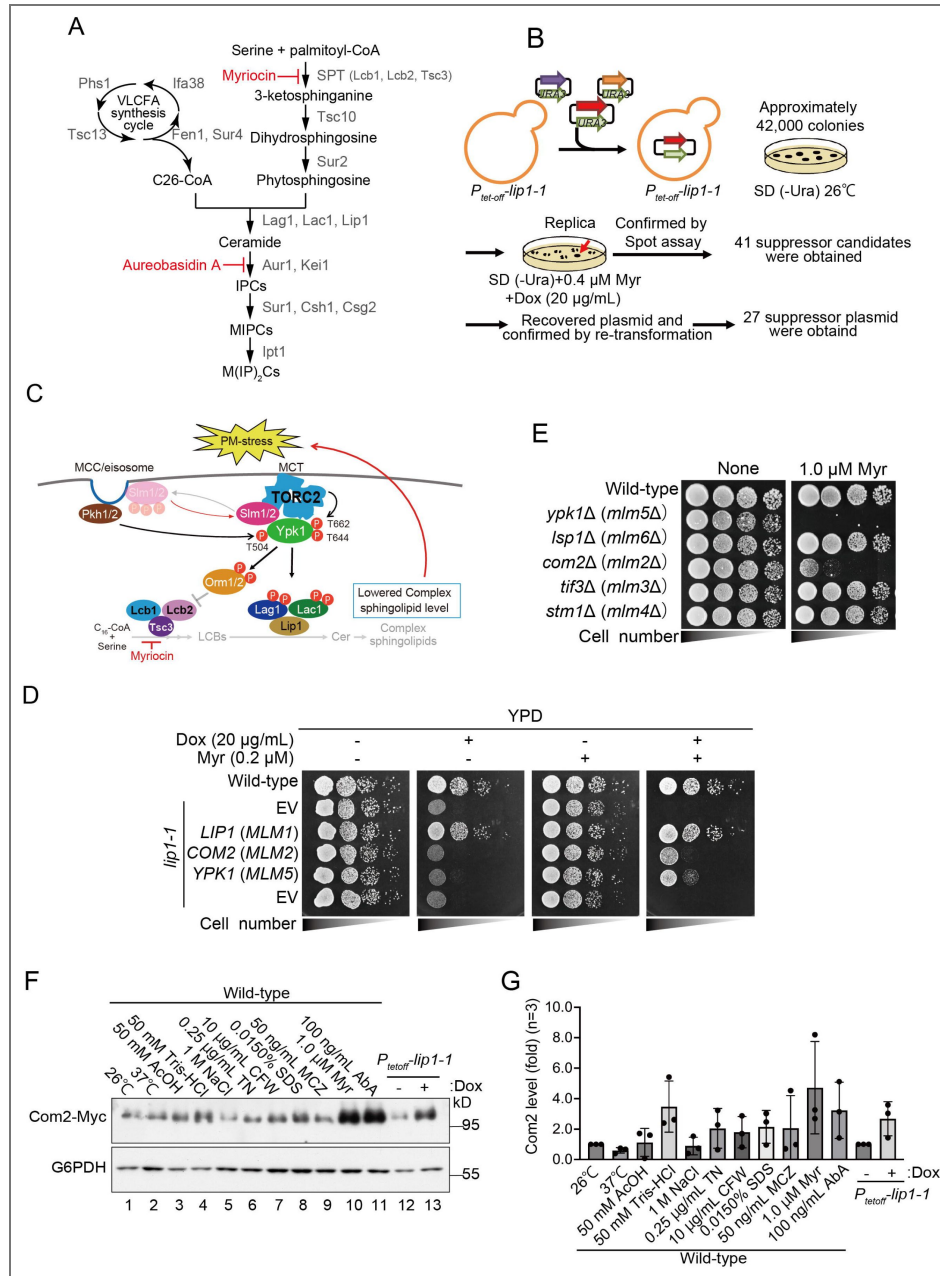 A
Serine + palmitoyl-CoA
Myriocin
SPT (Lcb1, Lcb2, Tsc3)
3-ketosphinganine
Tsc10
Dihydrosphingosine
Sur2
Phytosphingosine
Phs1
Ifa38
VLCFA
synthesis
cycle
Tsc13
Fen1, Sur4
C26-CoA
Lag1, Lac1, Lip1
Ceramide
Aureobasidin A
Aur1, Kei1
IPCs
Sur1, Csh1, Csg2
MIPCs
Ipt1
M(IP)2Cs
B
URA3
URA3
URA3
Ptet-off-lip1-1
Ptet-off-lip1-1
Approximately
42,000 colonies
SD (-Ura) 26℃
Replica
SD (-Ura)+0.4 µM Myr
+Dox (20 µg/mL)
Confirmed by
Spot assay
41 suppressor candidates
were obtained
Recovered plasmid and
confirmed by re-transformation
27 suppressor plasmid
were obtaind
C
PM-stress
MCC/eisosome
MCT
Slm1/2
P P P
Pkh1/2
TORC2
Slm1/2
Ypk1
P
T504
P
P
T662
T644
Orm1/2
P
P
Lcb1
Lcb2
Tsc3
C16-CoA
+
Serine
Myriocin
LCBs
P P
P P
Lag1
Lac1
Lip1
Cer
Complex
sphingolipids
Lowered Complex
sphingolipid level
E
None
1.0 µM Myr
Wild-type
ypk1Δ (mlm5Δ)
lsp1Δ (mlm6Δ)
com2Δ (mlm2Δ)
tif3Δ (mlm3Δ)
stm1Δ (mlm4Δ)
Cell number
D
YPD
Dox (20 µg/mL) - + - +
Myr (0.2 µM) - - + +
Wild-type
lip1-1
EV
LIP1 (MLM1)
COM2 (MLM2)
YPK1 (MLM5)
EV
Cell number
F
Wild-type
26℃
37℃
50 mM AcOH
50 mM Tris-HCl
1 M NaCl
0.25 µg/mL TN
10 µg/mL CFW
0.0150% SDS
50 ng/mL MCZ
1.0 µM Myr
100 ng/mL AbA
Ptetoff-lip1-1
- + :Dox
kD
Com2-Myc
95
G6PDH
55
1 2 3 4 5 6 7 8 9 10 11 12 13
G
Com2 level (fold) (n=3)
10.0
8.0
6.0
4.0
2.0
0
26℃
37℃
50 mM AcOH
50 mM Tris-HCl
1 M NaCl
0.25 µg/mL TN
10 µg/mL CFW
0.0150% SDS
50 ng/mL MCZ
1.0 µM Myr
100 ng/mL AbA
- + :Dox
Ptetoff-lip1-1
Wild-type